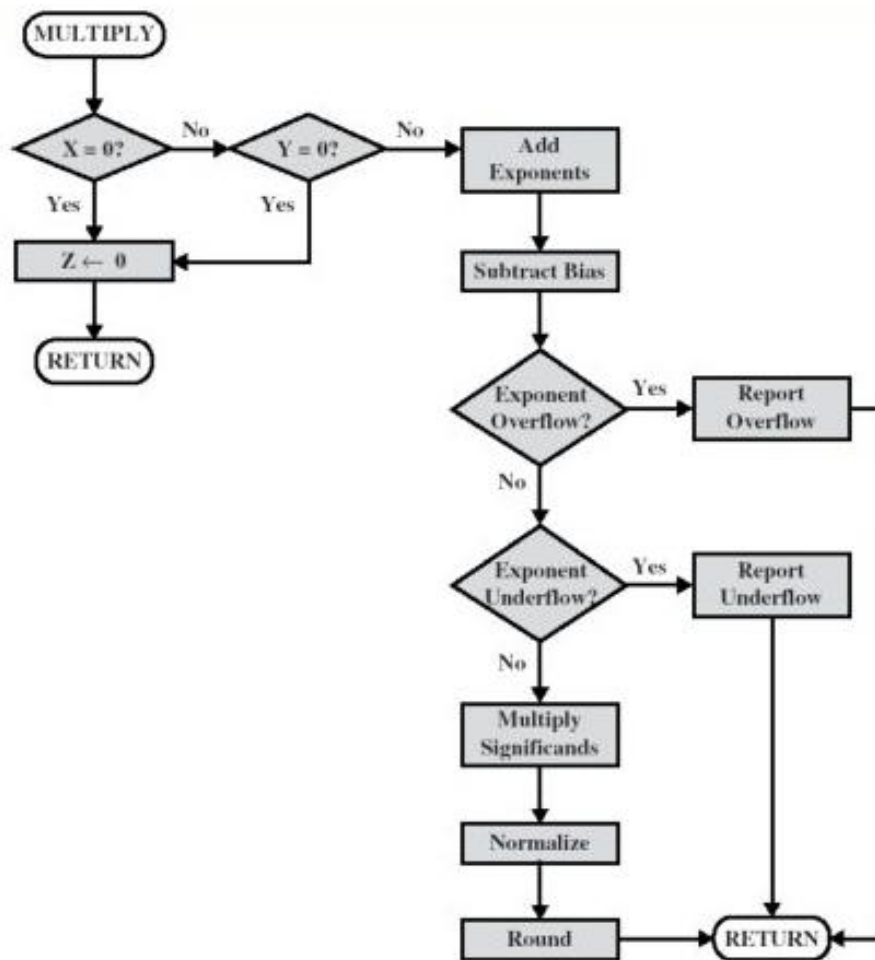 MULTIPLY
X = 0?
No
Y = 0?
No
Add
Exponents
Yes
Yes
Z ← 0
Subtract Bias
RETURN
Exponent
Overflow?
Yes
Report
Overflow
No
Exponent
Underflow?
Yes
Report
Underflow
No
Multiply
Significands
Normalize
Round
RETURN